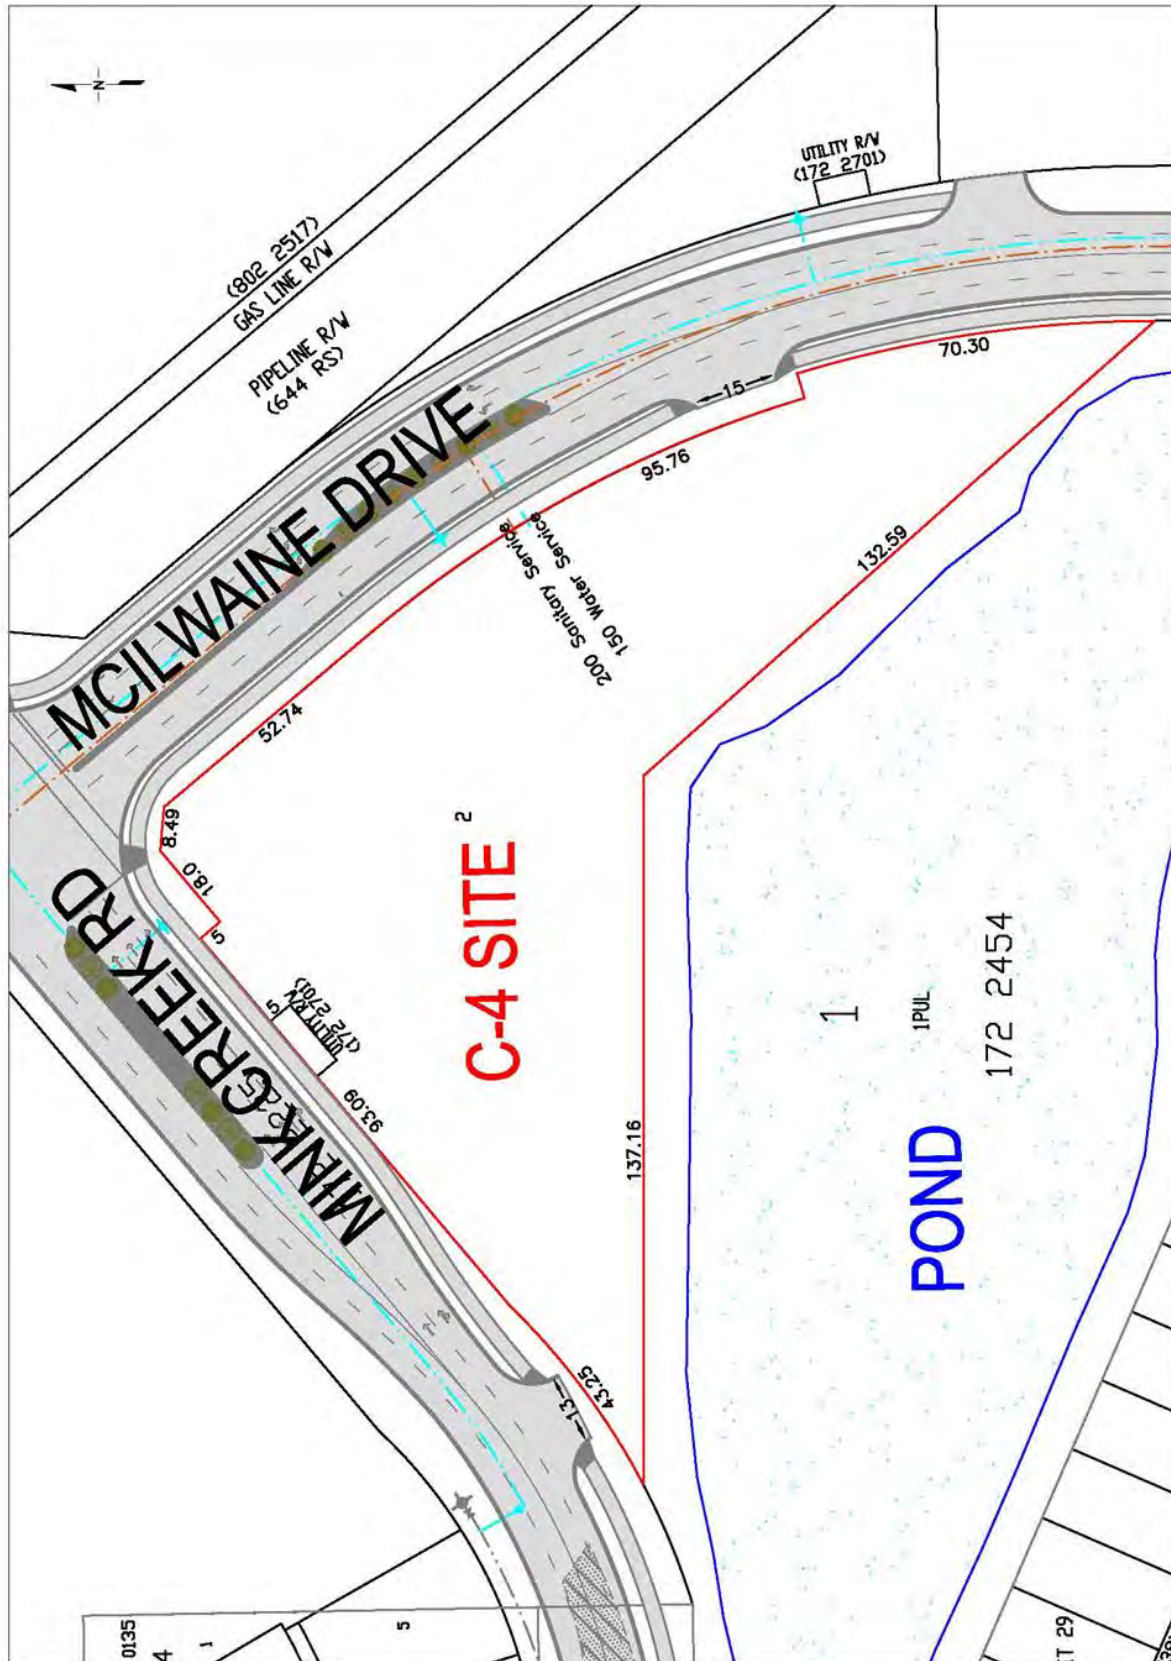 N
(802 2517)
GAS LINE R/W
PIPELINE R/W
(644 RS)
UTILITY R/W
(172 2701)
MCILWAINE DRIVE
70.30
15
95.76
132.59
200 Sanitary Service
150 Water Service
52.74
8.49
18.0
5
MINK CREEK RD
5
UTILITY R/W
(172 2701)
93.09
2
C-4 SITE
137.16
43.25
13
1
1PUL
172 2454
POND
0135
4
1
5
T 29